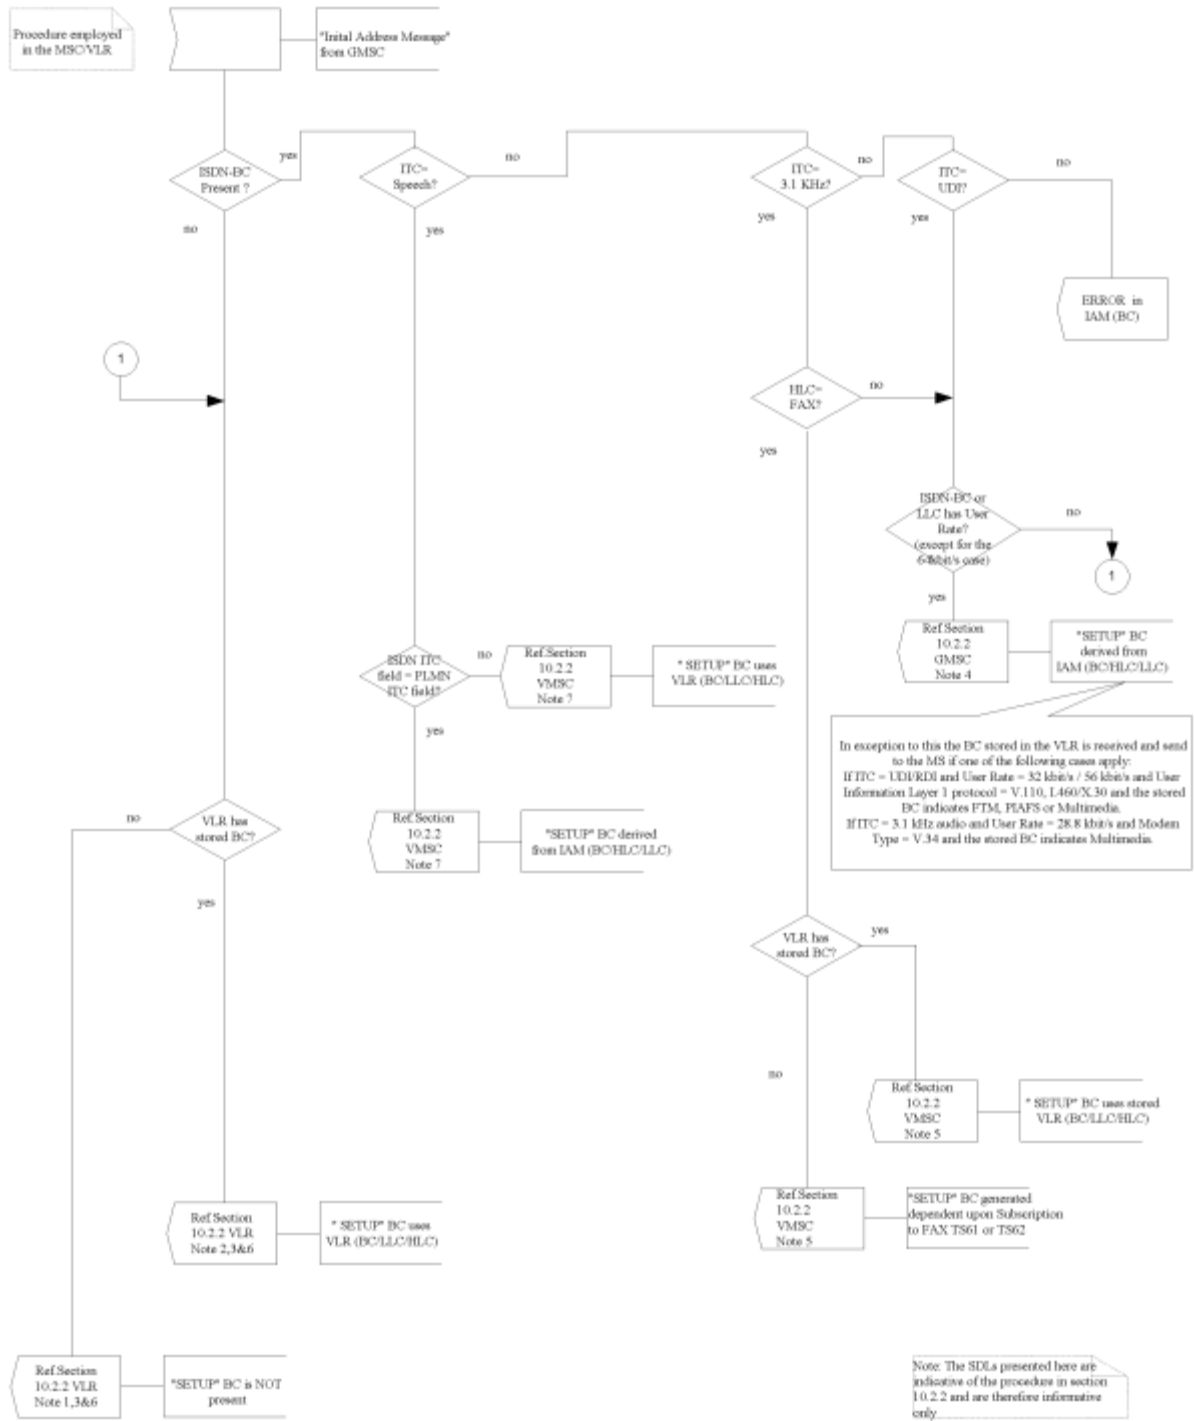 Procedure employed
in the MSC/VLR
"Inital Address Message"
from GMSC
ISDN-BC
Present ?
yes
no
ITC=
Speech?
no
yes
ITC=
3.1 KHz?
no
yes
ITC=
UDI?
no
yes
ERROR in
IAM (BC)
1
HLC=
FAX?
no
yes
ISDN-BC or
LLC has User
Rate?
(except for the
64kbit/s case)
no
1
yes
Ref.Section
10.2.2
GMSC
Note 4
"SETUP" BC
derived from
IAM (BC/HLC/LLC)
ISDN ITC
field = PLMN
ITC field?
no
yes
Ref.Section
10.2.2
VMSC
Note 7
" SETUP" BC uses
VLR (BC/LLC/HLC)
In exception to this the BC stored in the VLR is received and send
to the MS if one of the following cases apply:
If ITC = UDI/RDI and User Rate = 32 kbit/s / 56 kbit/s and User
Information Layer 1 protocol = V.110, I.460/X.30 and the stored
BC indicates FTM, PIAFS or Multimedia.
If ITC = 3.1 kHz audio and User Rate = 28.8 kbit/s and Modem
Type = V.34 and the stored BC indicates Multimedia.
VLR has
stored BC?
no
yes
Ref.Section
10.2.2
VMSC
Note 7
"SETUP" BC derived
from IAM (BC/HLC/LLC)
VLR has
stored BC?
yes
no
Ref.Section
10.2.2
VMSC
Note 5
" SETUP" BC uses stored
VLR (BC/LLC/HLC)
Ref.Section
10.2.2 VLR
Note 2,3&6
" SETUP" BC uses
VLR (BC/LLC/HLC)
Ref.Section
10.2.2
VMSC
Note 5
"SETUP" BC generated
dependent upon Subscription
to FAX TS61 or TS62
Ref.Section
10.2.2 VLR
Note 1,3&6
"SETUP" BC is NOT
present
Note: The SDLs presented here are
indicative of the procedure in section
10.2.2 and are therefore informative
only